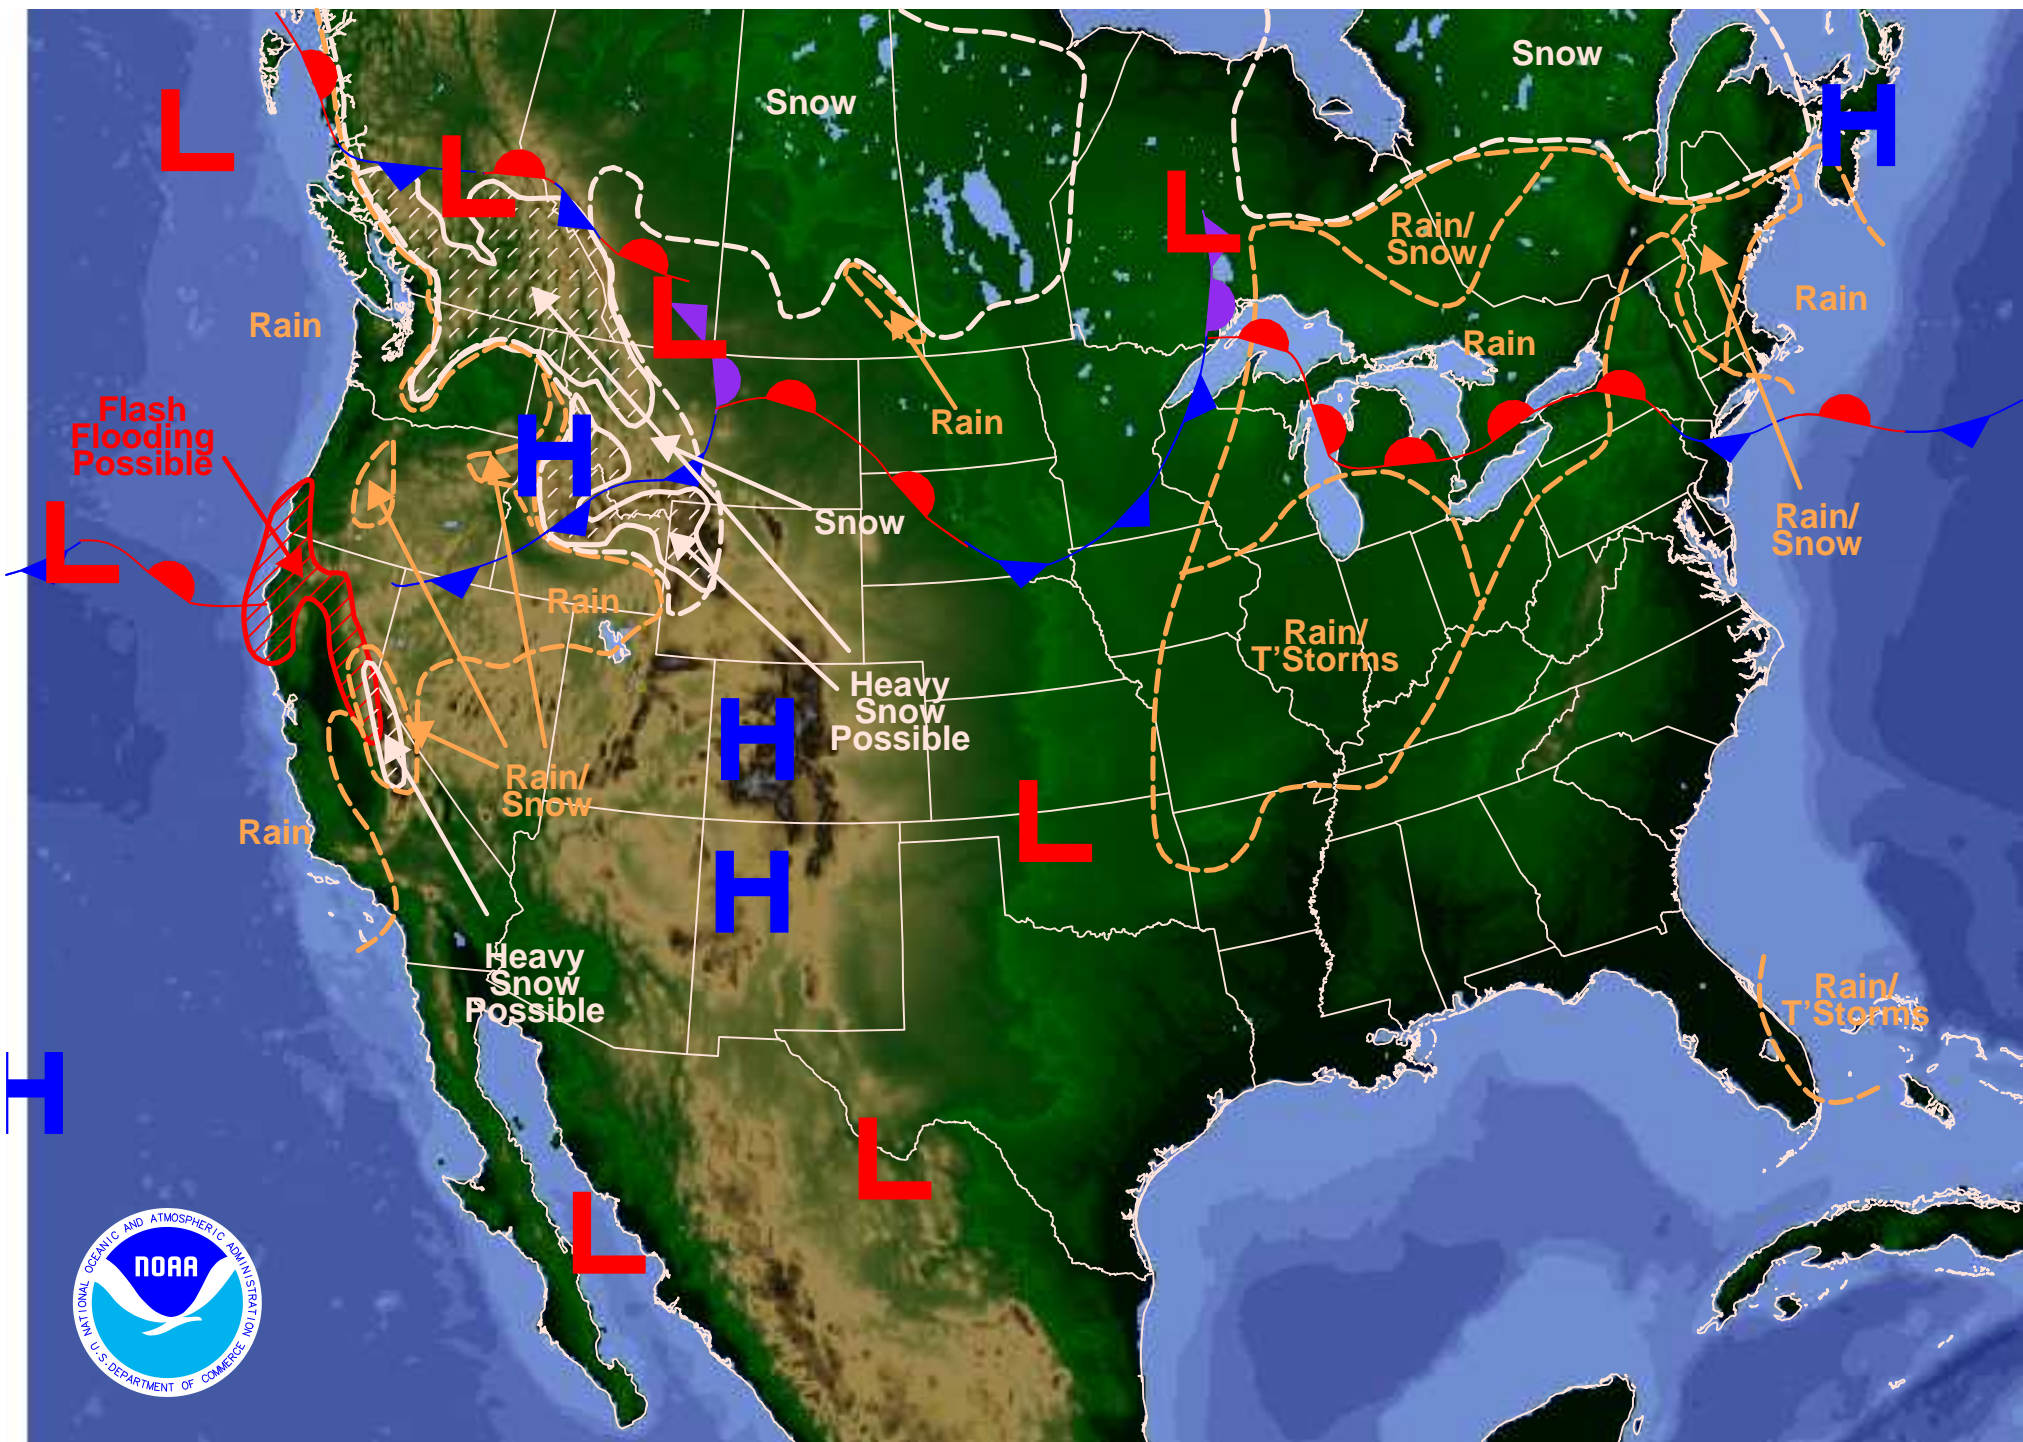 Snow
Snow
L
H
L
L
Rain/
Snow
L
Rain
Rain
Rain
Flash
Flooding
Possible
Rain
H
L
Snow
Rain/
Snow
Rain
Rain/
T'Storms
Heavy
Snow
Possible
H
Rain/
Snow
Rain
L
H
Heavy
Snow
Possible
Rain/
T'Storms
H
L
L
NATIONAL OCEANIC AND ATMOSPHERIC ADMINISTRATION
NOAA
U.S. DEPARTMENT OF COMMERCE